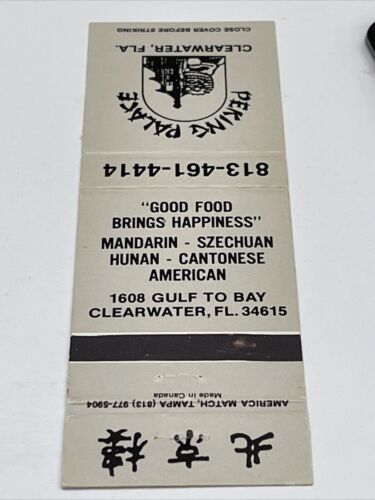 PEKING PALACE
CLEARWATER, FLA.
CLOSE COVER BEFORE STRIKING
813-461-4414
"GOOD FOOD
BRINGS HAPPINESS"
MANDARIN - SZECHUAN
HUNAN - CANTONESE
AMERICAN
1608 GULF TO BAY
CLEARWATER, FL. 34615
AMERICA MATCH, TAMPA (813) 977-5904
Made in Canada
北京樓